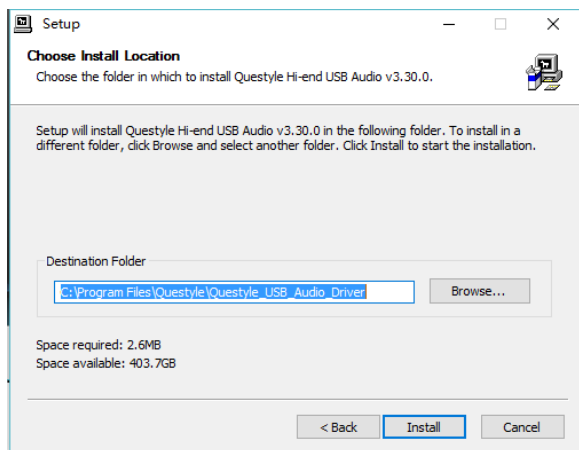 Setup
Choose Install Location
Choose the folder in which to install Questyle Hi-end USB Audio v3.30.0.
Setup will install Questyle Hi-end USB Audio v3.30.0 in the following folder. To install in a
different folder, click Browse and select another folder. Click Install to start the installation.
Destination Folder
C:\Program Files\Questyle\Questyle_USB_Audio_Driver
Browse...
Space required: 2.6MB
Space available: 403.7GB
< Back
Install
Cancel